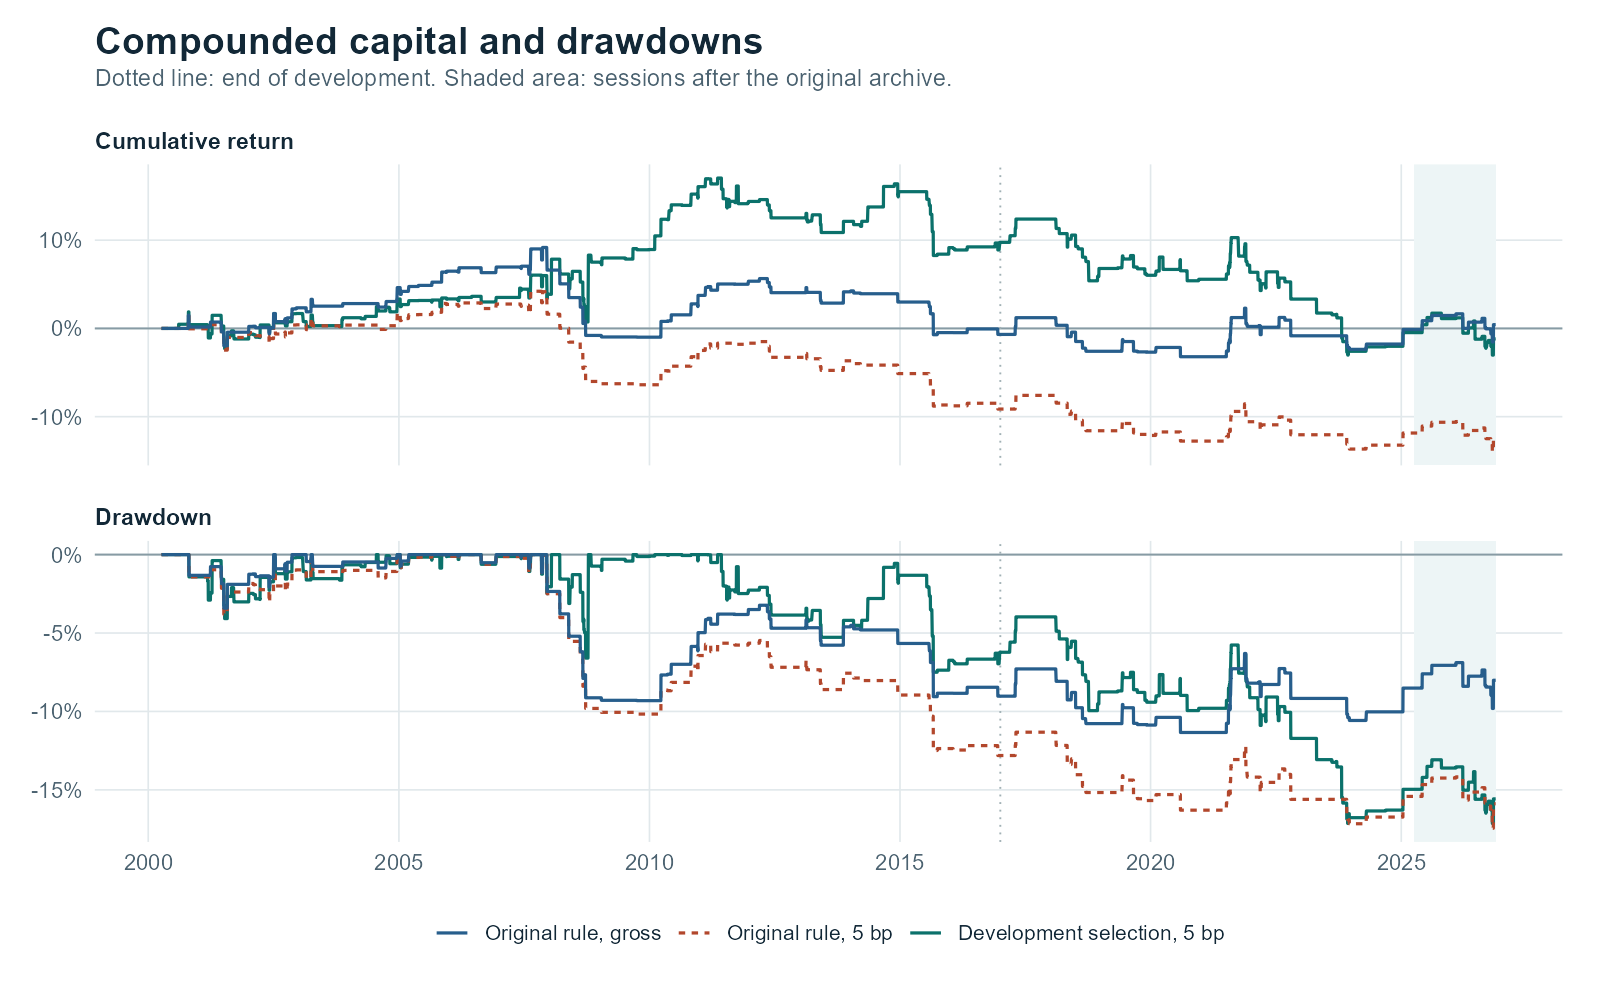 Compounded capital and drawdowns
Dotted line: end of development. Shaded area: sessions after the original archive.
Cumulative return
10%
0%
-10%
Drawdown
0%
-5%
-10%
-15%
2000 2005 2010 2015 2020 2025
Original rule, gross Original rule, 5 bp Development selection, 5 bp